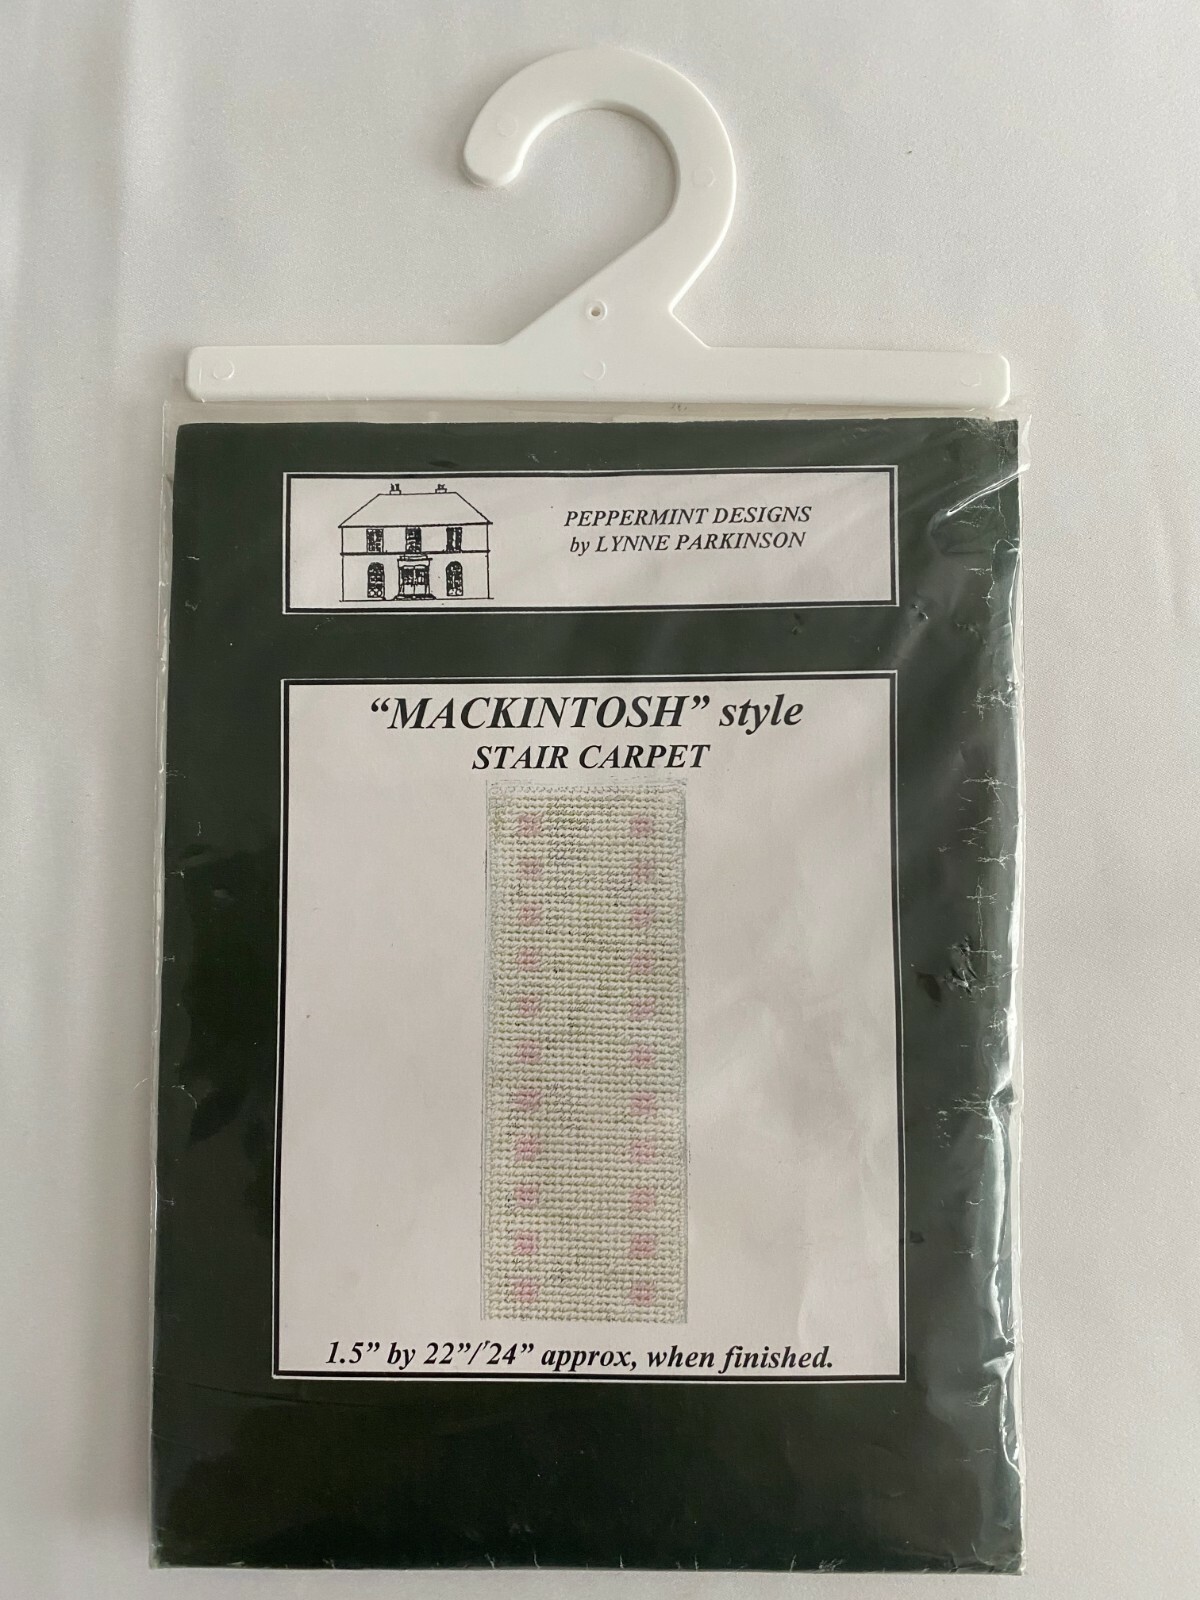 PEPPERMINT DESIGNS
by LYNNE PARKINSON
“MACKINTOSH” style
STAIR CARPET
1.5” by 22”/24” approx, when finished.